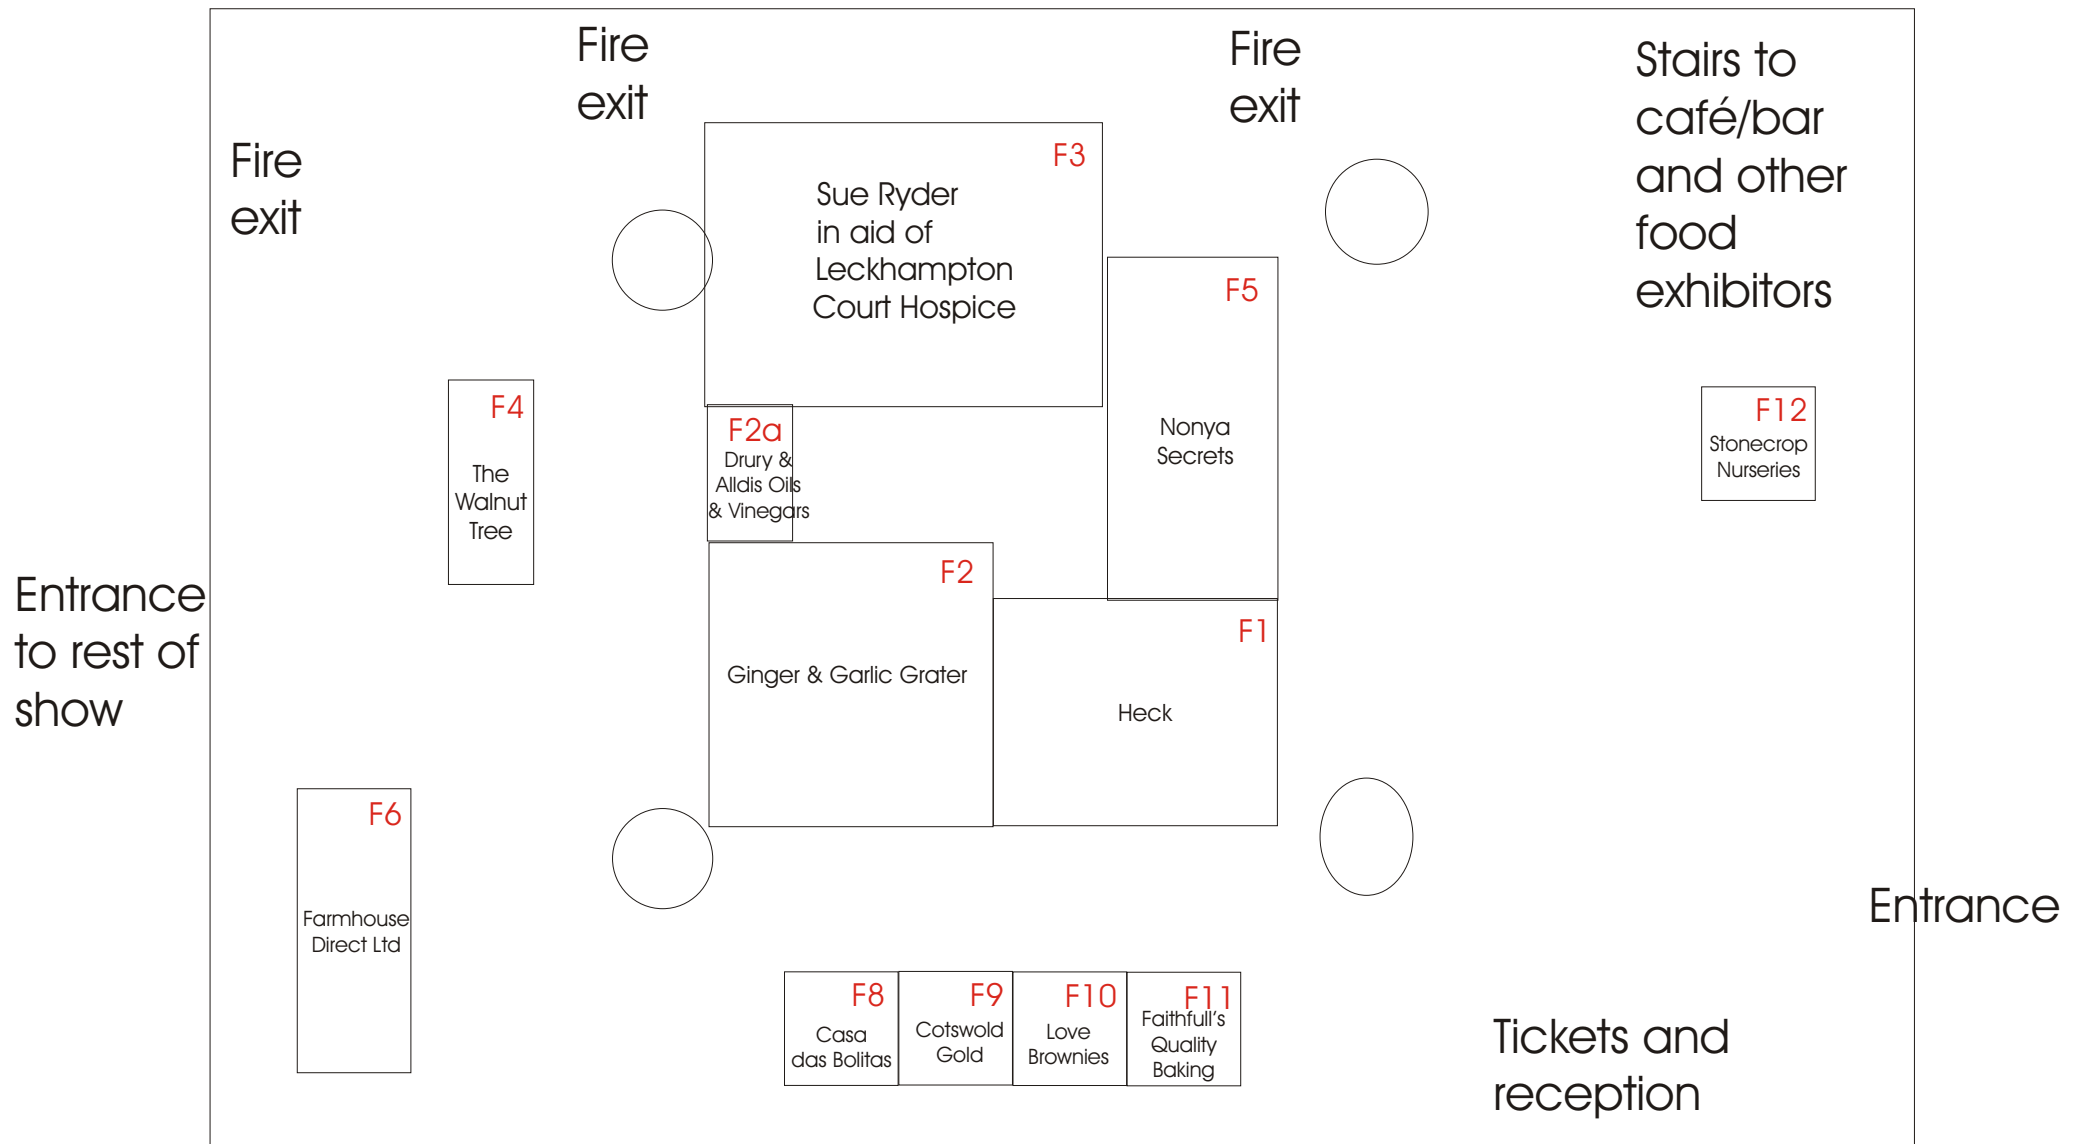 Fire
exit
Fire
exit
Fire
exit
Stairs to
café/bar
and other
food
exhibitors
F3
Sue Ryder
in aid of
Leckhampton
Court Hospice
F5
Nonya
Secrets
F4
The
Walnut
Tree
F2a
Drury &
Alldis Oils
& Vinegars
F12
Stonecrop
Nurseries
Entrance
to rest of
show
F2
Ginger & Garlic Grater
F1
Heck
F6
Farmhouse
Direct Ltd
Entrance
F8
Casa
das Bolitas
F9
Cotswold
Gold
F10
Love
Brownies
F11
Faithfull's
Quality
Baking
Tickets and
reception